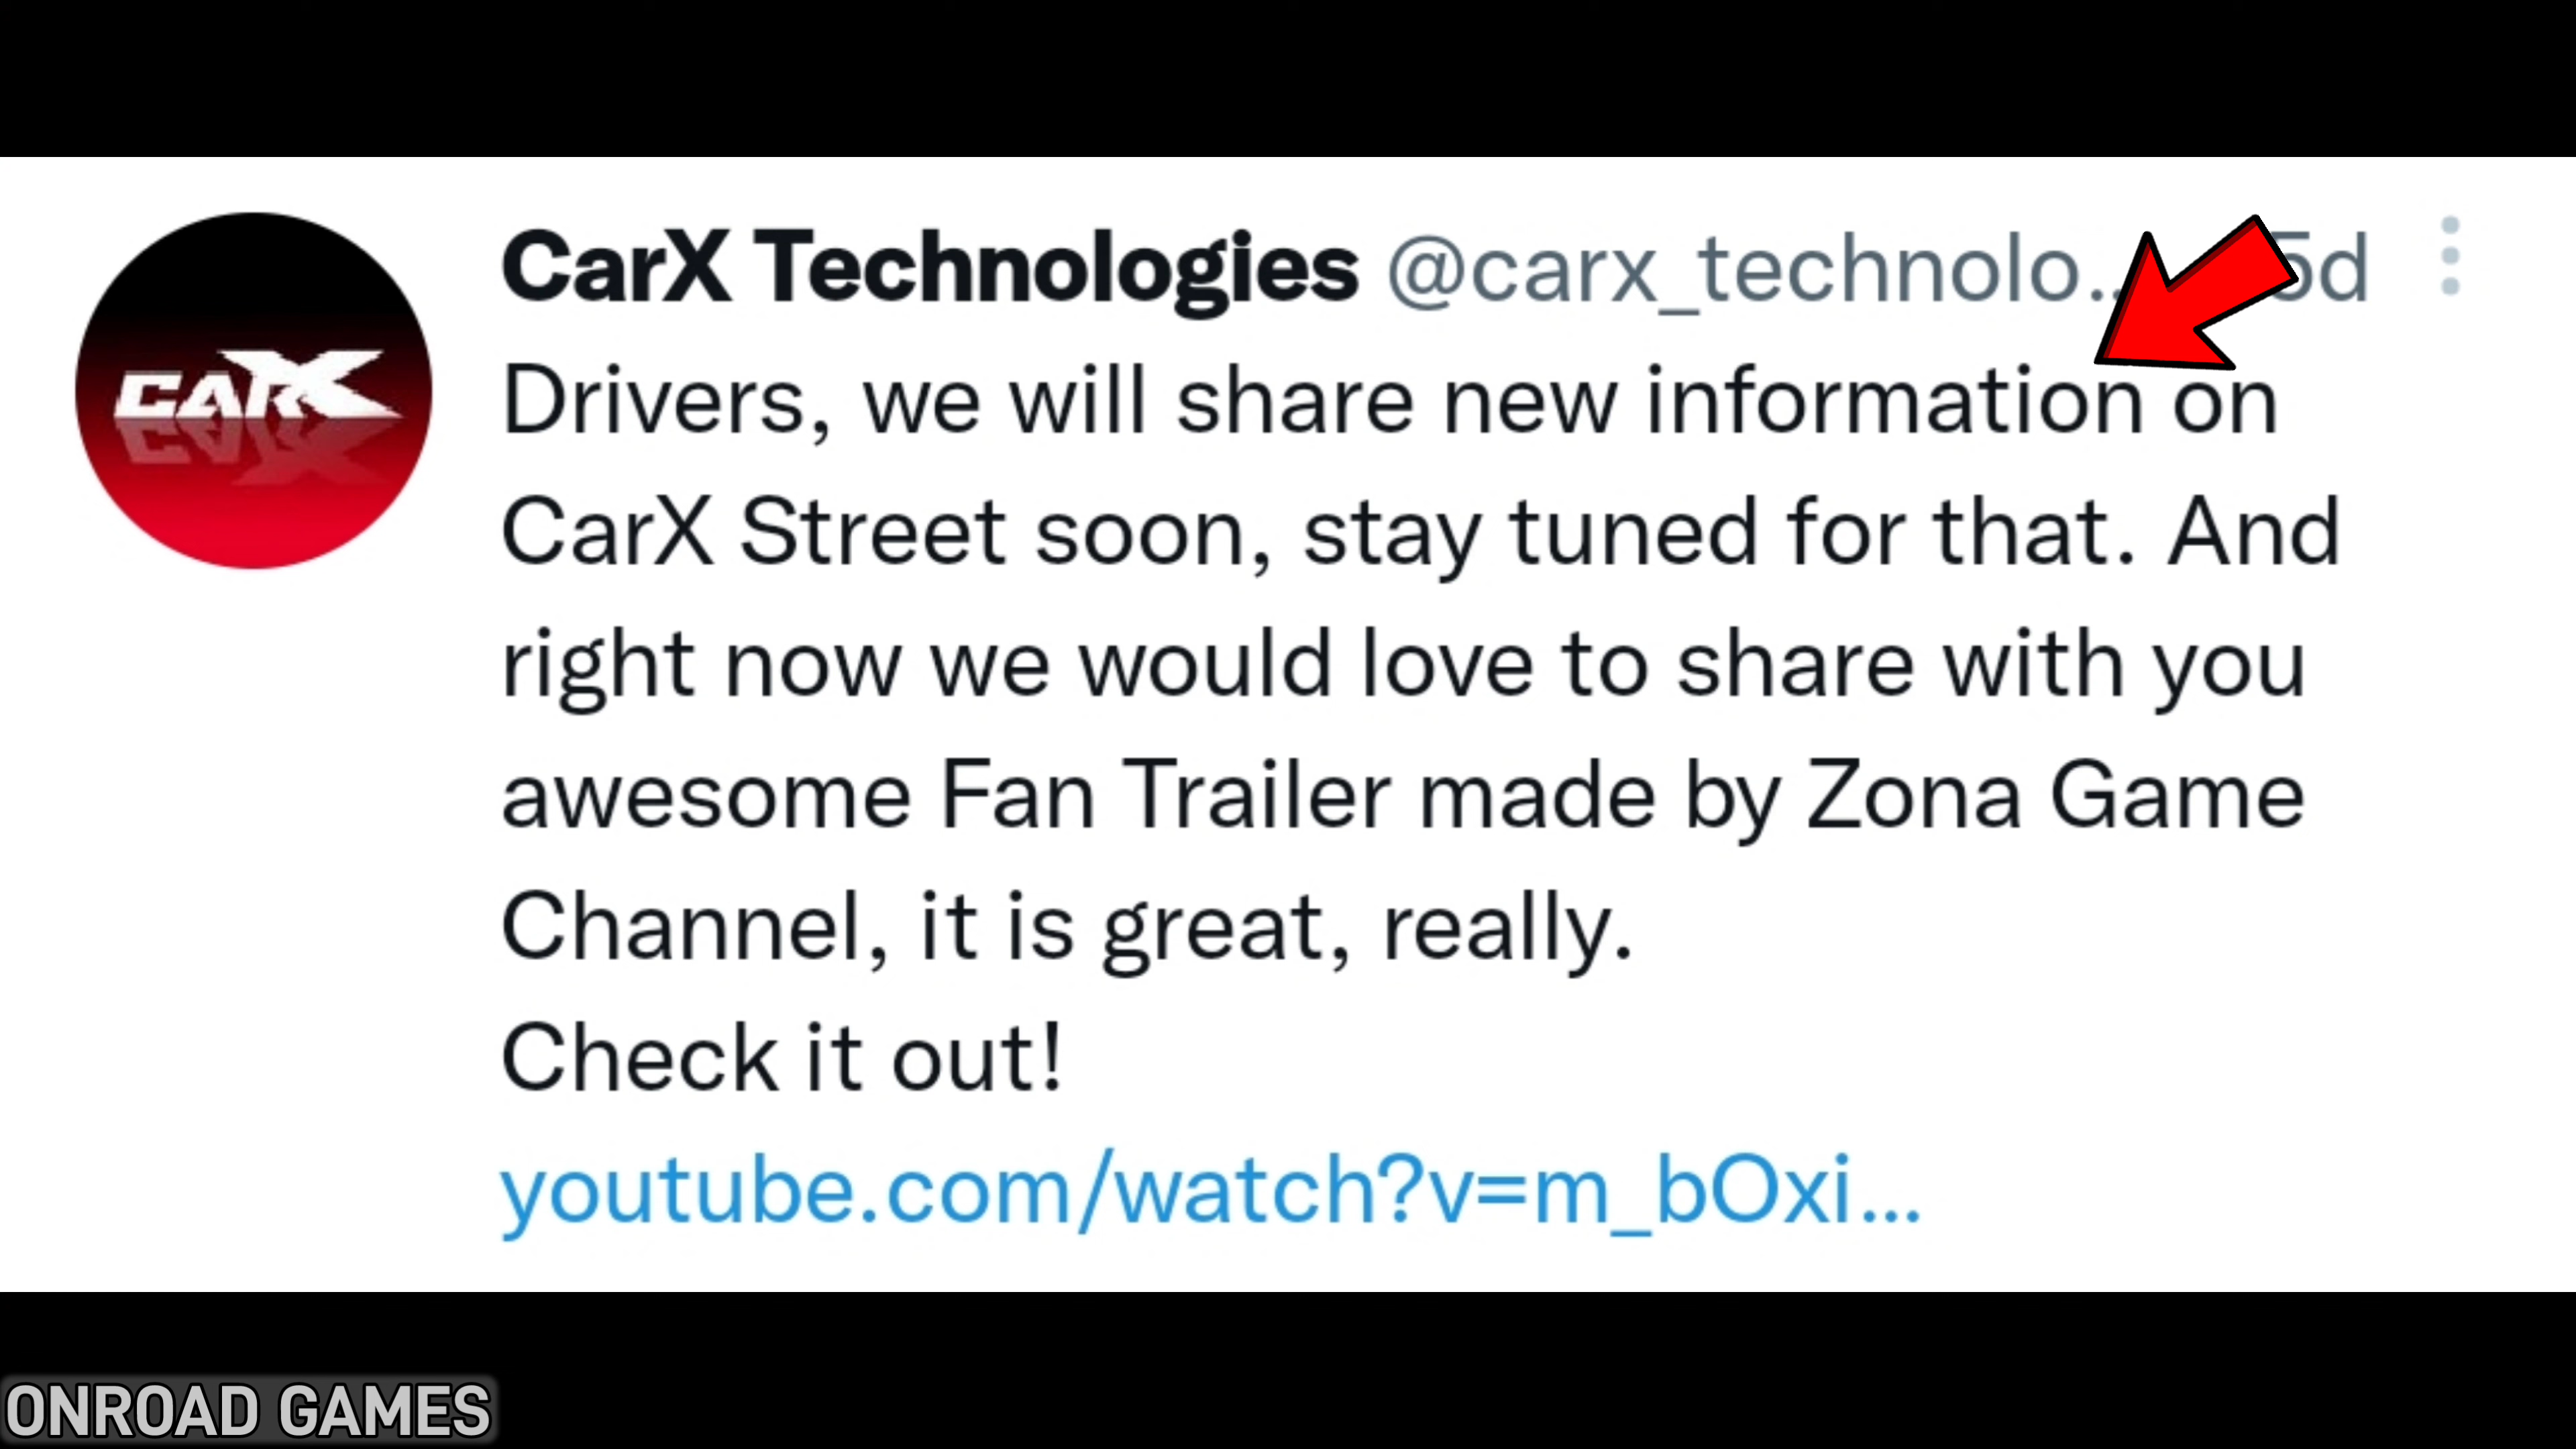 CarX Technologies @carx_technolo... 5d
CARX
Drivers, we will share new information on
CarX Street soon, stay tuned for that. And
right now we would love to share with you
awesome Fan Trailer made by Zona Game
Channel, it is great, really.
Check it out!
youtube.com/watch?v=m_bOxi...
ONROAD GAMES